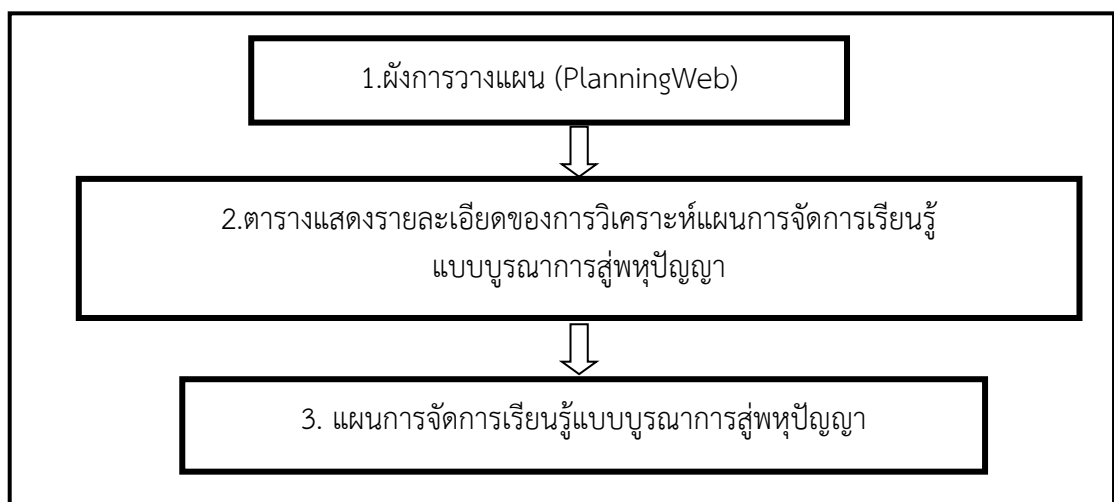 1.ผังการวางแผน (PlanningWeb)
2.ตารางแสดงรายละเอียดของการวิเคราะห์แผนการจัดการเรียนรู้
แบบบูรณาการสู่พหุปัญญา
3. แผนการจัดการเรียนรู้แบบบูรณาการสู่พหุปัญญา